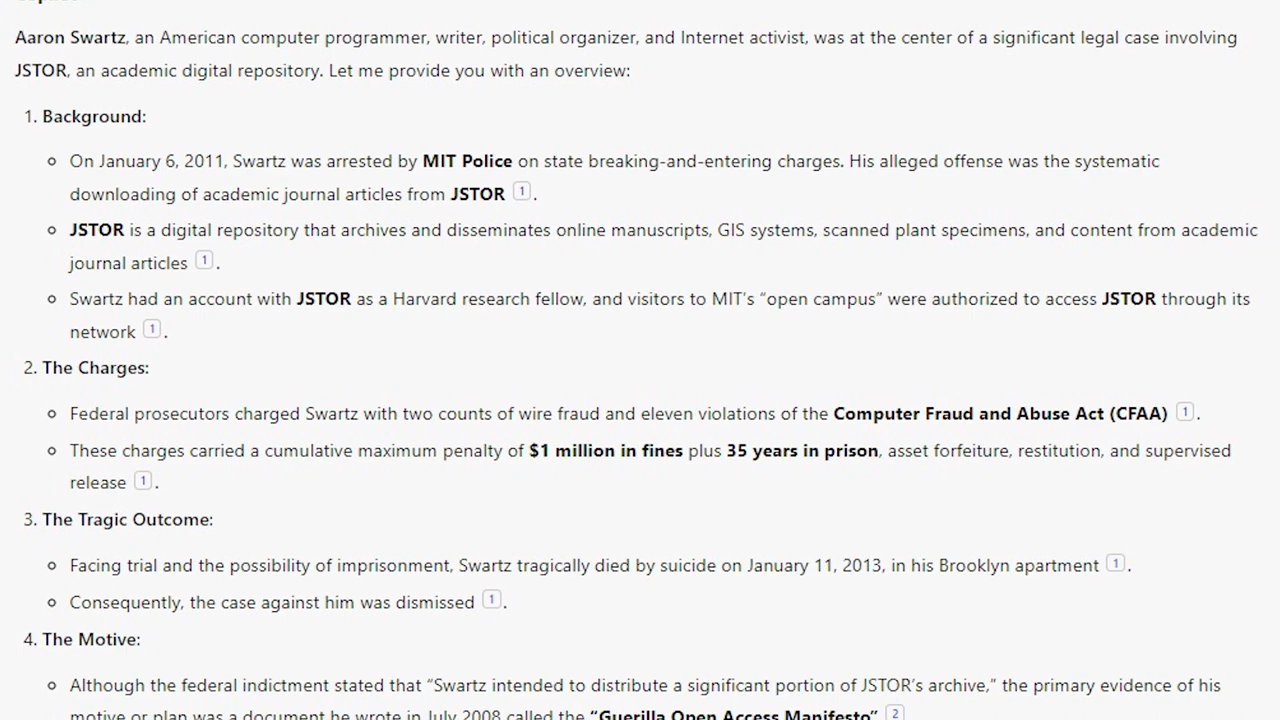 Aaron Swartz, an American computer programmer, writer, political organizer, and Internet activist, was at the center of a significant legal case involving
JSTOR, an academic digital repository. Let me provide you with an overview:
1. Background:
On January 6, 2011, Swartz was arrested by MIT Police on state breaking-and-entering charges. His alleged offense was the systematic
downloading of academic journal articles from JSTOR 1 .
JSTOR is a digital repository that archives and disseminates online manuscripts, GIS systems, scanned plant specimens, and content from academic
journal articles 1 .
Swartz had an account with JSTOR as a Harvard research fellow, and visitors to MIT’s “open campus” were authorized to access JSTOR through its
network 1 .
2. The Charges:
Federal prosecutors charged Swartz with two counts of wire fraud and eleven violations of the Computer Fraud and Abuse Act (CFAA) 1 .
These charges carried a cumulative maximum penalty of $1 million in fines plus 35 years in prison, asset forfeiture, restitution, and supervised
release 1 .
3. The Tragic Outcome:
Facing trial and the possibility of imprisonment, Swartz tragically died by suicide on January 11, 2013, in his Brooklyn apartment 1 .
Consequently, the case against him was dismissed 1 .
4. The Motive:
Although the federal indictment stated that “Swartz intended to distribute a significant portion of JSTOR’s archive,” the primary evidence of his
motive or plan was a document he wrote in July 2008 called the “Guerilla Open Access Manifesto” 2